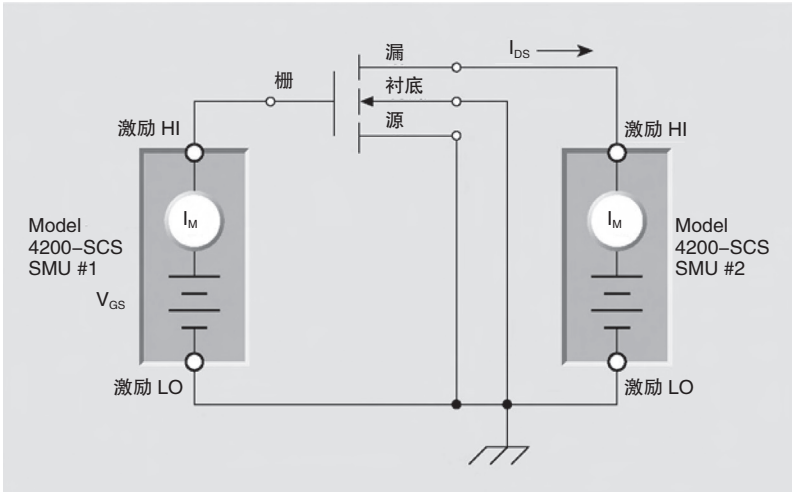 漏
I_DS
栅
衬底
源
激励 HI
激励 HI
I_M
I_M
Model
4200–SCS
SMU #1
Model
4200–SCS
SMU #2
V_GS
激励 LO
激励 LO